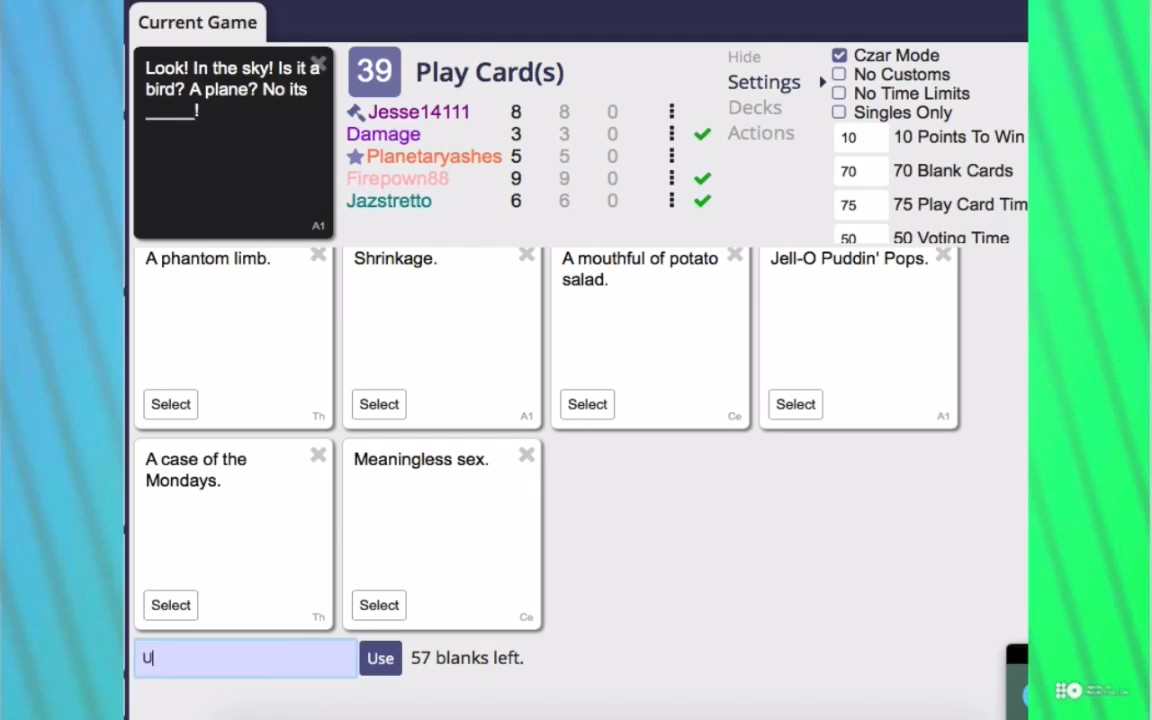 Current Game
Look! In the sky! Is it a
bird? A plane? No its
______!
A1
39
Play Card(s)
Jesse14111 8 8 0
Damage 3 3 0
Planetaryashes 5 5 0
Firepown88 9 9 0
Jazstretto 6 6 0
Hide
Settings
Decks
Actions
Czar Mode
No Customs
No Time Limits
Singles Only
10 10 Points To Win
70 70 Blank Cards
75 75 Play Card Tim
50 50 Voting Time
A phantom limb.
Select
Th
Shrinkage.
Select
A1
A mouthful of potato
salad.
Select
Ce
Jell-O Puddin' Pops.
Select
A1
A case of the
Mondays.
Select
Th
Meaningless sex.
Select
Ce
U
Use
57 blanks left.